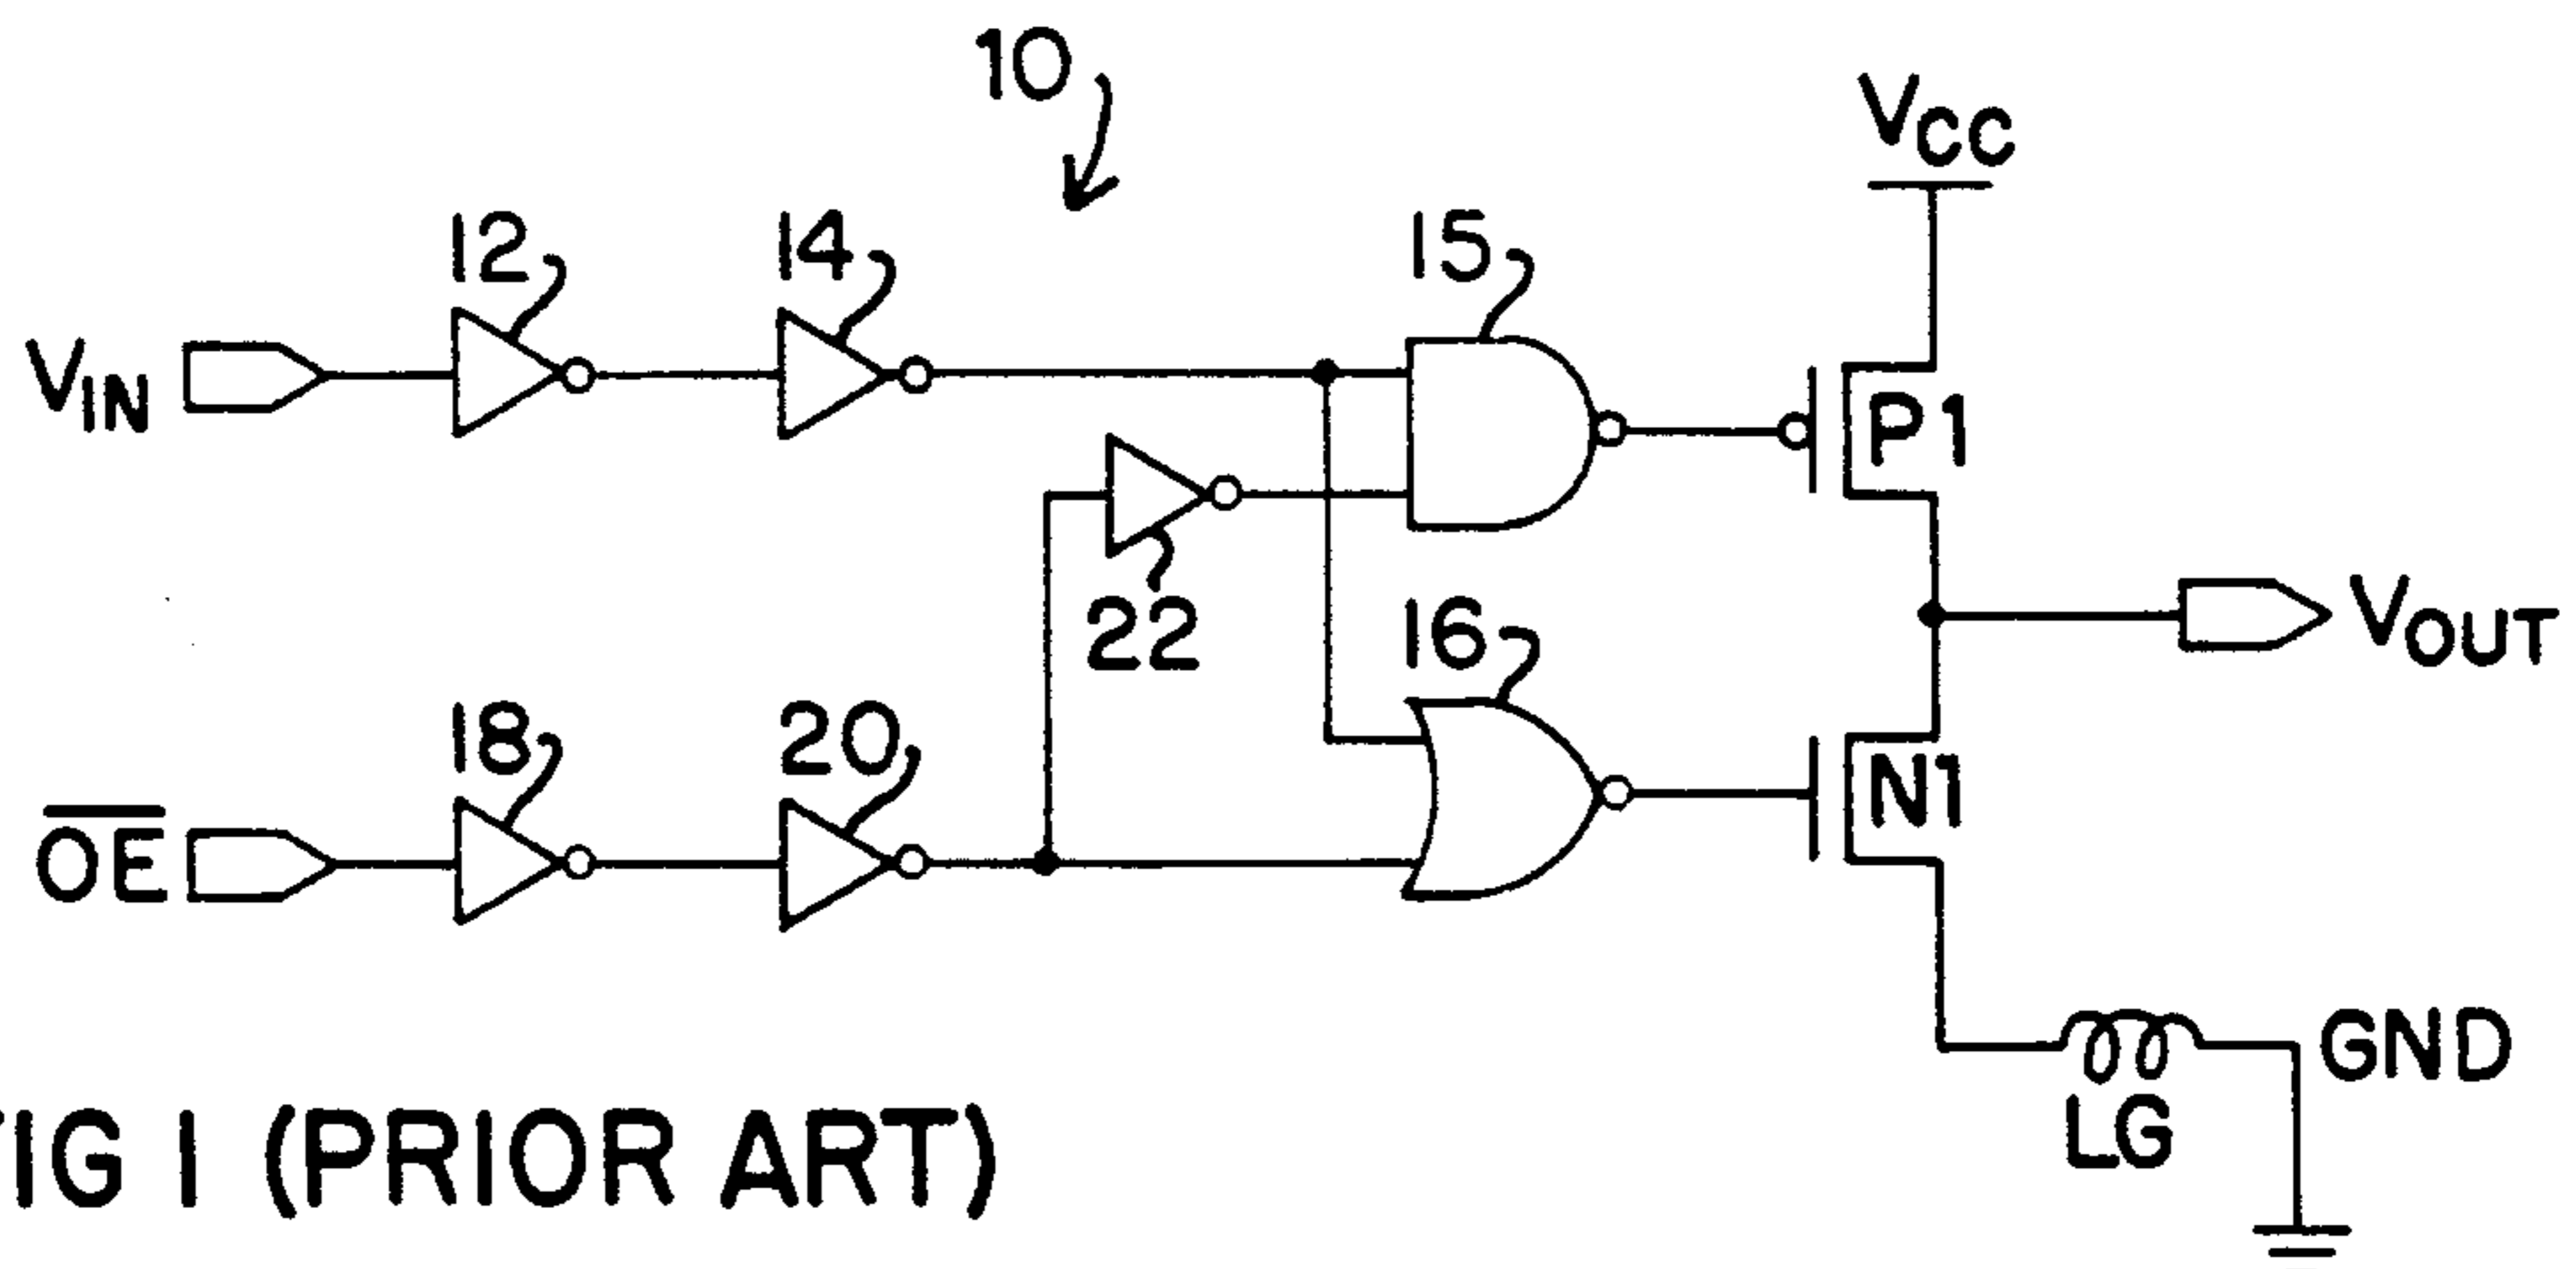 10
VCC
12
14
15
VIN
P1
22
16
VOUT
18
20
N1
OE
GND
LG
FIG 1 (PRIOR ART)